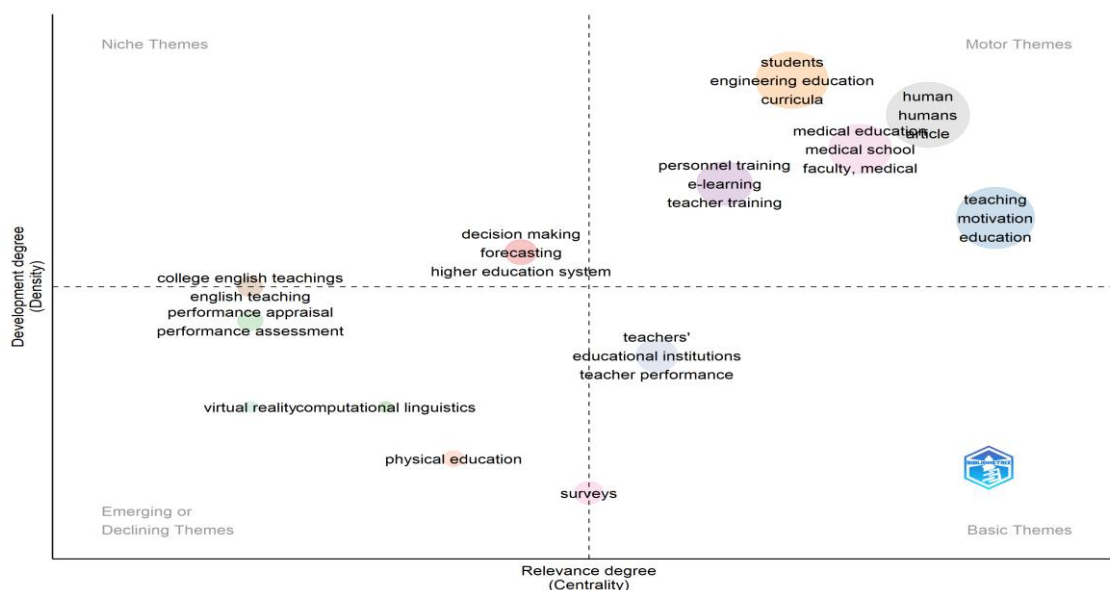 Niche Themes
Motor Themes
students
engineering education
curricula
human
humans
article
medical education
medical school
faculty, medical
personnel training
e-learning
teacher training
teaching
motivation
education
decision making
forecasting
higher education system
college english teachings
english teaching
performance appraisal
performance assessment
teachers'
educational institutions
teacher performance
virtual reality
computational linguistics
physical education
surveys
Emerging or
Declining Themes
Basic Themes
BIBLIOMETRIX
Development degree
(Density)
Relevance degree
(Centrality)